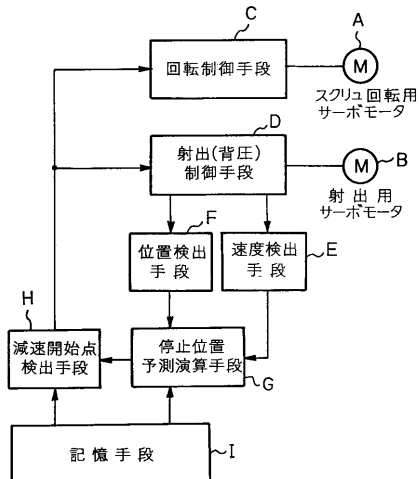 C
A
回転制御手段
M
スクリュ回転用
サーボモータ
D
射出(背圧)
制御手段
M
B
射出用
サーボモータ
F
位置検出
手段
速度検出
手段
E
H
減速開始点
検出手段
停止位置
予測演算手段
G
記憶手段
I